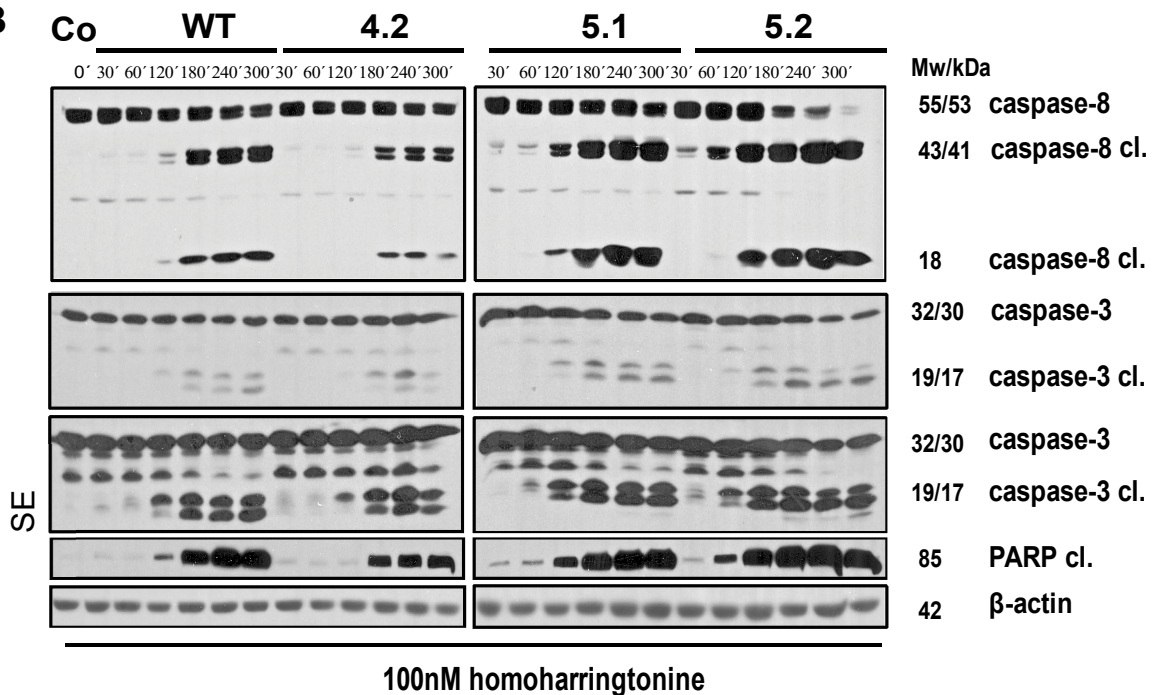 B
Co WT 4.2 5.1 5.2
0´ 30´ 60´ 120´ 180´ 240´ 300´ 30´ 60´ 120´ 180´ 240´ 300´ 30´ 60´ 120´ 180´ 240´ 300´ 30´ 60´ 120´ 180´ 240´ 300´
Mw/kDa
55/53 caspase-8
43/41 caspase-8 cl.
18 caspase-8 cl.
32/30 caspase-3
19/17 caspase-3 cl.
32/30 caspase-3
19/17 caspase-3 cl.
SE
85 PARP cl.
42 β-actin
100nM homoharringtonine